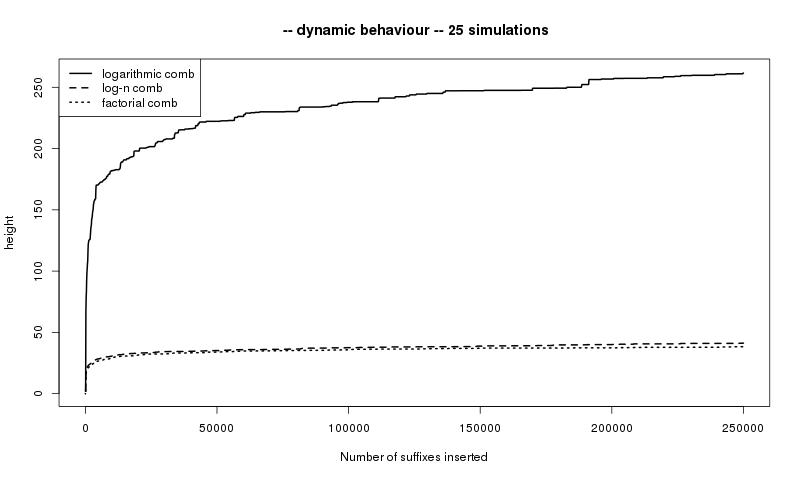 -- dynamic behaviour -- 25 simulations
logarithmic comb
log-n comb
factorial comb
250
200
150
100
50
0
height
0 50000 100000 150000 200000 250000
Number of suffixes inserted